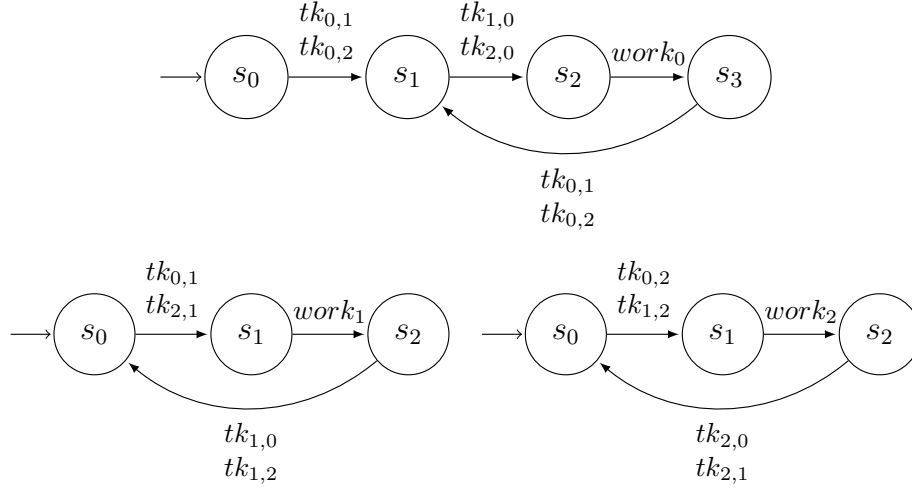 tk_{0,1} tk_{1,0}
tk_{0,2} tk_{2,0} work_0
s_0 s_1 s_2 s_3
tk_{0,1}
tk_{0,2}
tk_{0,1} tk_{0,2}
tk_{2,1} work_1 tk_{1,2} work_2
s_0 s_1 s_2 s_0 s_1 s_2
tk_{1,0} tk_{2,0}
tk_{1,2} tk_{2,1}